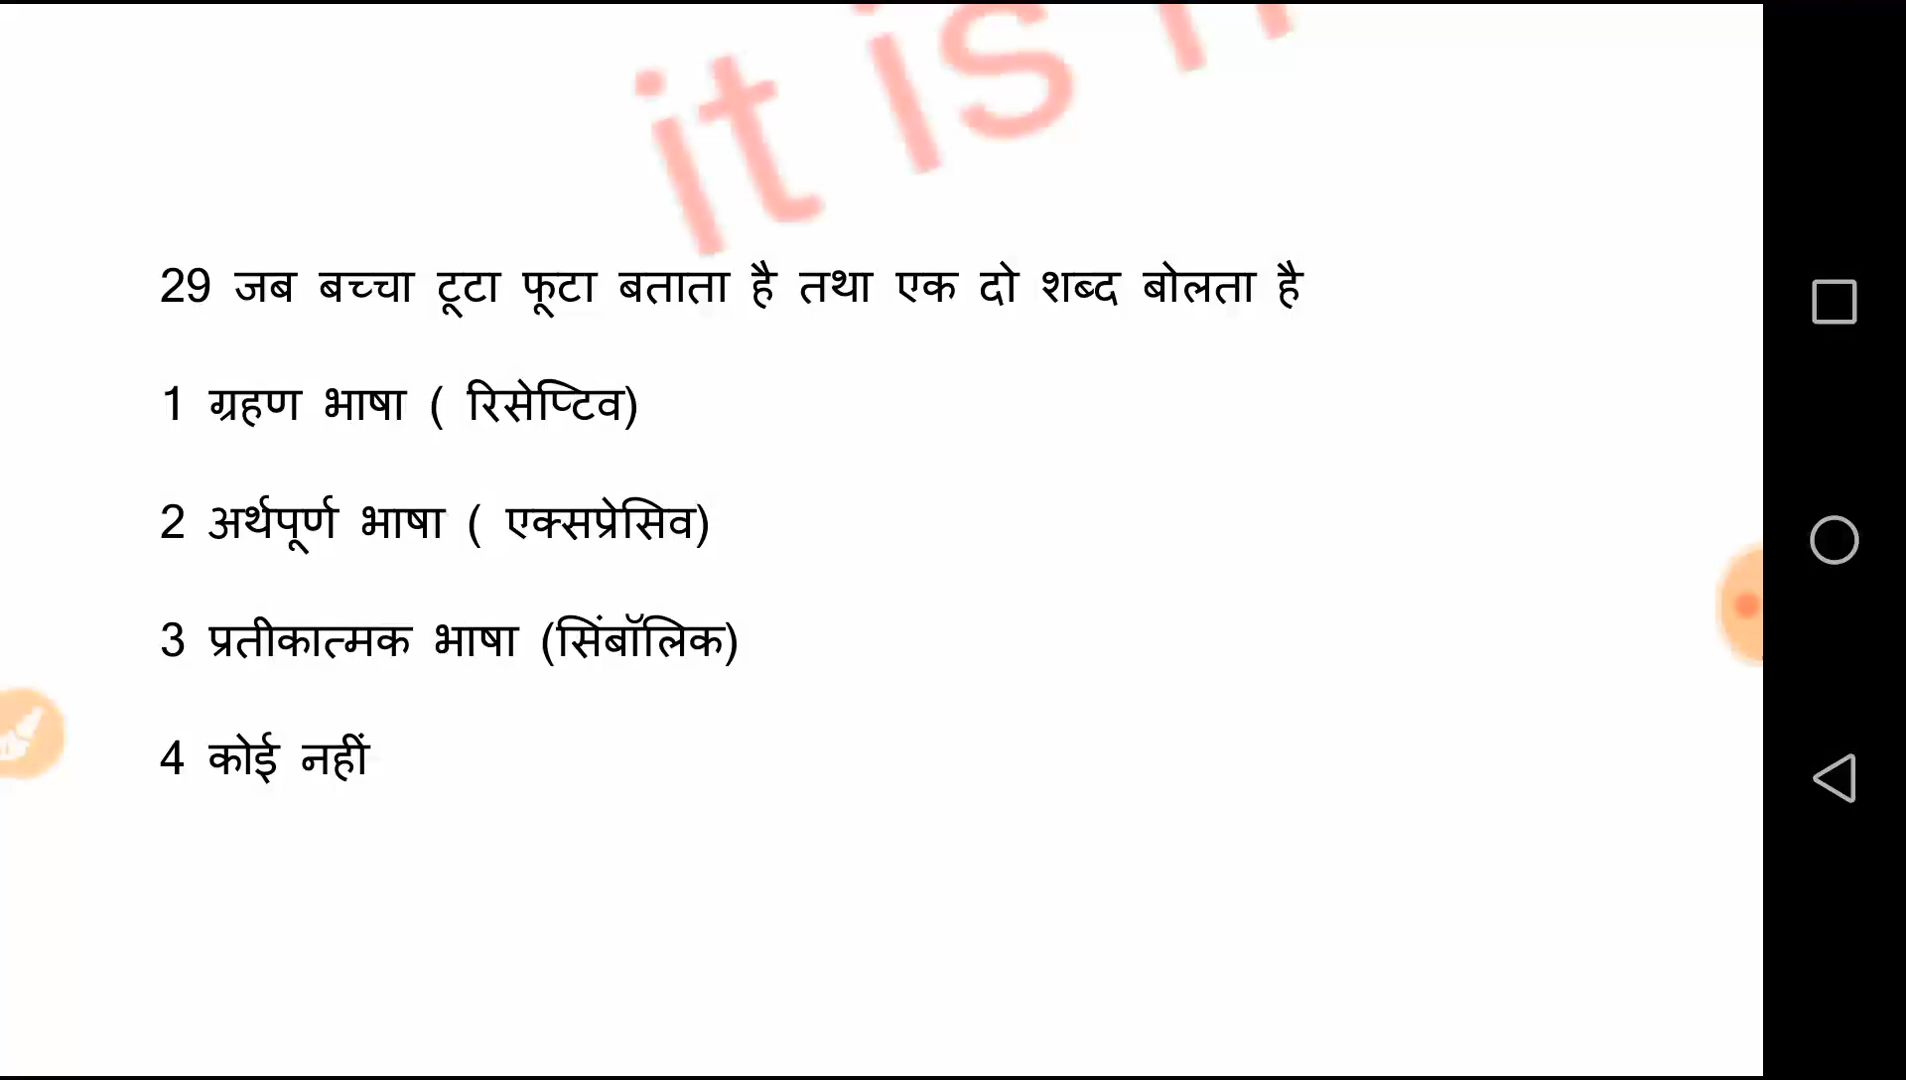 it is
29 जब बच्चा टूटा फूटा बताता है तथा एक दो शब्द बोलता है
1 ग्रहण भाषा ( रिसेप्टिव)
2 अर्थपूर्ण भाषा ( एक्सप्रेसिव)
3 प्रतीकात्मक भाषा (सिंबॉलिक)
4 कोई नहीं